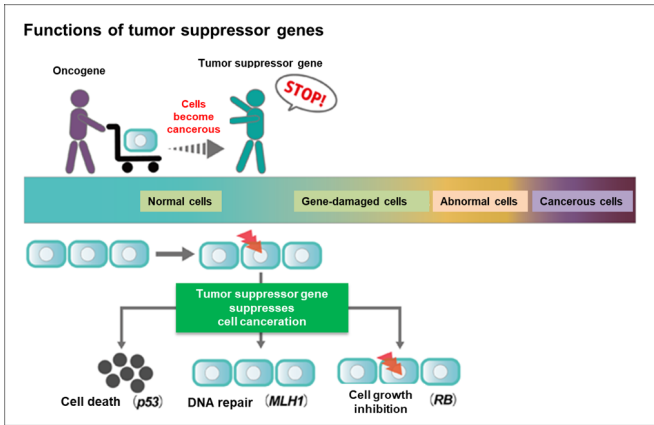 Functions of tumor suppressor genes
Oncogene
Tumor suppressor gene
STOP!
Cells
become
cancerous
Normal cells
Gene-damaged cells
Abnormal cells
Cancerous cells
Tumor suppressor gene
suppresses
cell canceration
Cell death (p53)
DNA repair (MLH1)
Cell growth
inhibition (RB)